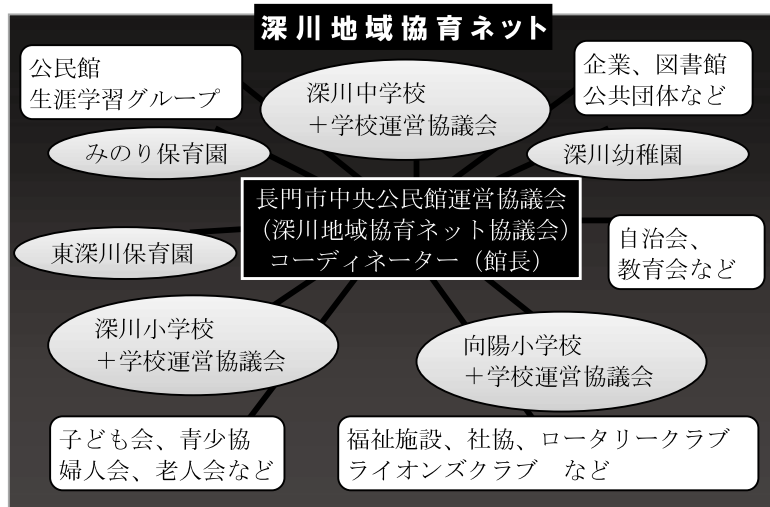 深川地域協育ネット
公民館
生涯学習グループ
深川中学校
＋学校運営協議会
企業、図書館
公共団体など
みのり保育園
深川幼稚園
長門市中央公民館運営協議会
（深川地域協育ネット協議会）
コーディネーター（館長）
東深川保育園
自治会、
教育会など
深川小学校
＋学校運営協議会
向陽小学校
＋学校運営協議会
子ども会、青少協
婦人会、老人会など
福祉施設、社協、ロータリークラブ
ライオンズクラブ　など